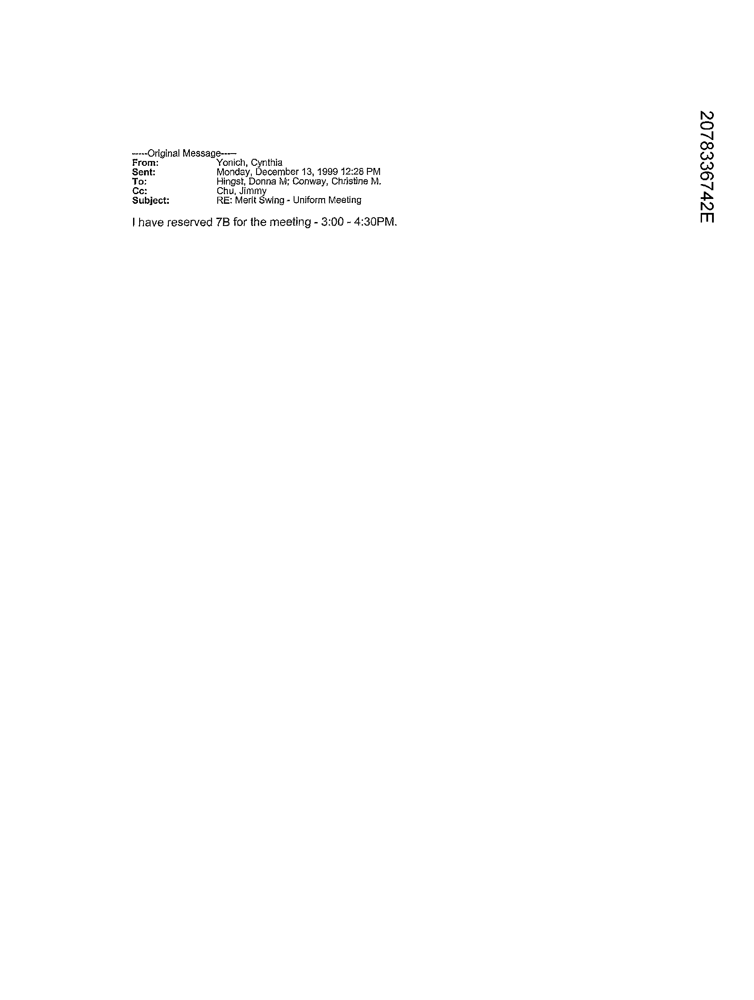 -----Original Message-----
From: Yonich, Cynthia
Sent: Monday, December 13, 1999 12:28 PM
To: Hingst, Donna M; Conway, Christine M.
Cc: Chu, Jimmy
Subject: RE: Merit Swing - Uniform Meeting
I have reserved 7B for the meeting - 3:00 - 4:30PM.
2078336742E